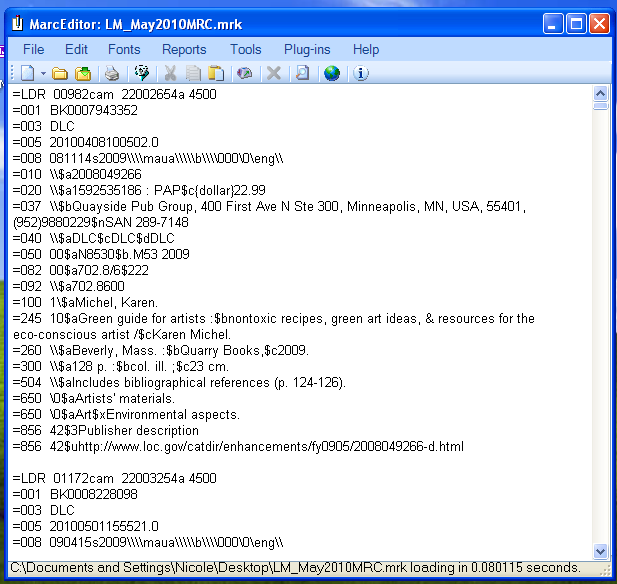 MarcEditor: LM_May2010MRC.mrk
File Edit Fonts Reports Tools Plug-ins Help
=LDR  00982cam  22002654a 4500
=001  BK0007943352
=003  DLC
=005  20100408100502.0
=008  081114s2009\\\\maua\\\\\b\\\\000\0\eng\\
=010  \\$a2008049266
=020  \\$a1592535186 : PAP$c{dollar}22.99
=037  \\$bQuayside Pub Group, 400 First Ave N Ste 300, Minneapolis, MN, USA, 55401,
(952)9880229$nSAN 289-7148
=040  \\$aDLC$cDLC$dDLC
=050  00$aN8530$b.M53 2009
=082  00$a702.8/6$222
=092  \\$a702.8600
=100  1\$aMichel, Karen.
=245  10$aGreen guide for artists :$bnontoxic recipes, green art ideas, & resources for the
eco-conscious artist /$cKaren Michel.
=260  \\$aBeverly, Mass. :$bQuarry Books,$c2009.
=300  \\$a128 p. :$bcol. ill. ;$c23 cm.
=504  \\$aIncludes bibliographical references (p. 124-126).
=650  \0$aArtists' materials.
=650  \0$aArt$xEnvironmental aspects.
=856  42$3Publisher description
=856  42$uhttp://www.loc.gov/catdir/enhancements/fy0905/2008049266-d.html
=LDR  01172cam  22003254a 4500
=001  BK0008228098
=003  DLC
=005  20100501155521.0
=008  090415s2009\\\\maua\\\\\b\\\\000\0\eng\\
C:\Documents and Settings\Nicole\Desktop\LM_May2010MRC.mrk loading in 0.080115 seconds.